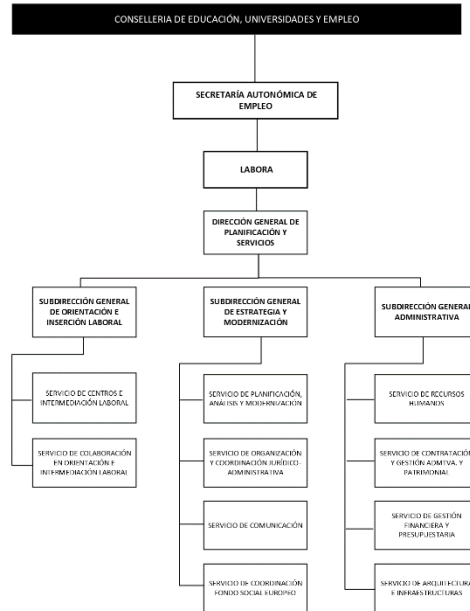 CONSELLERIA DE EDUCACIÓN, UNIVERSIDADES Y EMPLEO
SECRETARÍA AUTONÓMICA DE
EMPLEO
LABORA
DIRECCIÓN GENERAL DE
PLANIFICACIÓN Y
SERVICIOS
SUBDIRECCIÓN GENERAL
DE ORIENTACIÓN E
INSERCIÓN LABORAL
SERVICIO DE CENTROS E
INTERMEDIACIÓN LABORAL
SERVICIO DE COLABORACIÓN
EN ORIENTACIÓN E
INTERMEDIACIÓN LABORAL
SUBDIRECCIÓN GENERAL
DE ESTRATEGIA Y
MODERNIZACIÓN
SERVICIO DE PLANIFICACIÓN,
ANÁLISIS Y MODERNIZACIÓN
SERVICIO DE ORGANIZACIÓN
Y COORDINACIÓN JURÍDICO-
ADMINISTRATIVA
SERVICIO DE COMUNICACIÓN
SERVICIO DE COORDINACIÓN
FONDO SOCIAL EUROPEO
SUBDIRECCIÓN GENERAL
ADMINISTRATIVA
SERVICIO DE RECURSOS
HUMANOS
SERVICIO DE CONTRATACIÓN
Y GESTIÓN ADMTVA. Y
PATRIMONIAL
SERVICIO DE GESTIÓN
FINANCIERA Y
PRESUPUESTARIA
SERVICIO DE ARQUITECTURA
E INFRAESTRUCTURAS